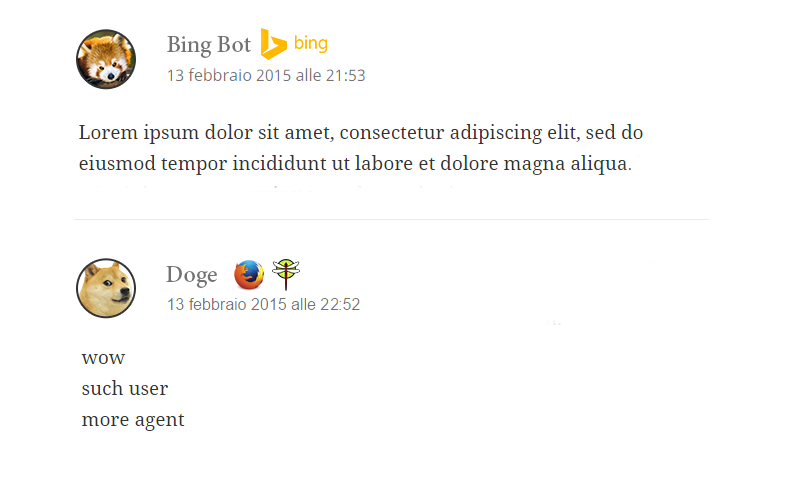 Bing Bot bing
13 febbraio 2015 alle 21:53
Lorem ipsum dolor sit amet, consectetur adipiscing elit, sed do
eiusmod tempor incididunt ut labore et dolore magna aliqua.
Doge
13 febbraio 2015 alle 22:52
wow
such user
more agent